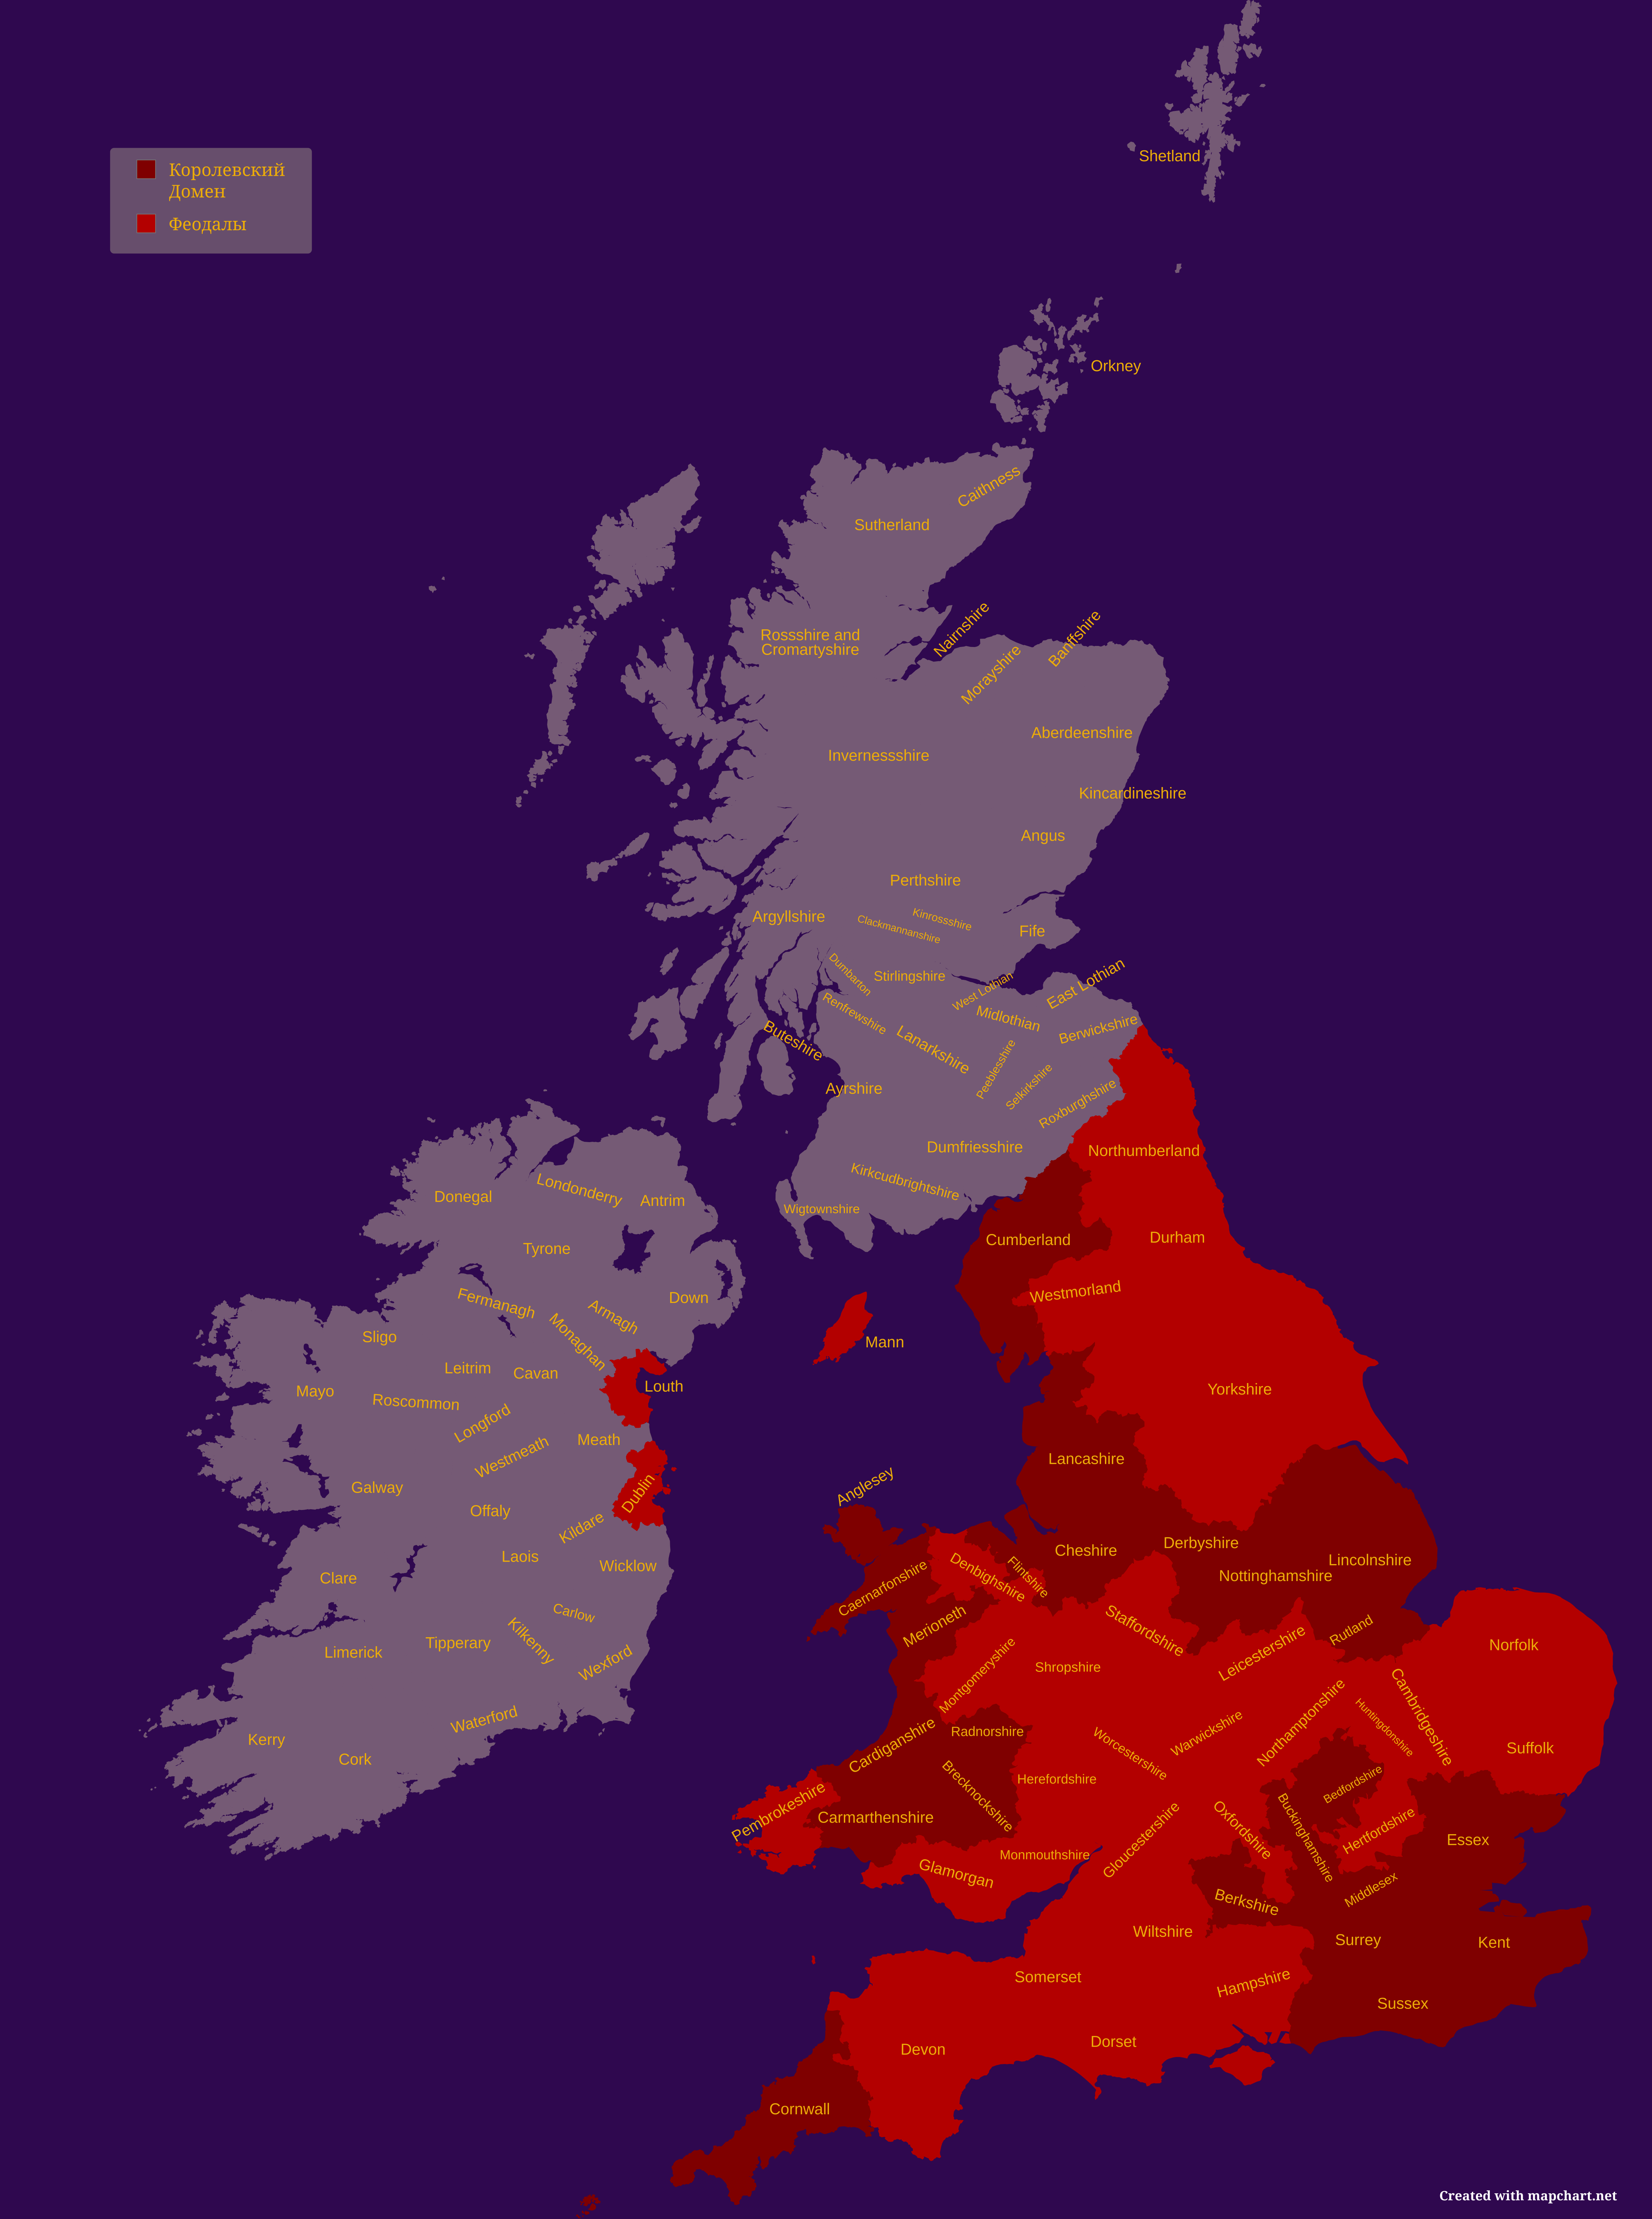 Королевский
Домен
Феодалы
Shetland
Orkney
Caithness
Sutherland
Nairnshire
Banffshire
Rossshire and
Cromartyshire
Morayshire
Aberdeenshire
Invernessshire
Kincardineshire
Angus
Perthshire
Argyllshire
Kinrossshire
Clackmannanshire
Fife
Dumbarton
Stirlingshire
West Lothian
East Lothian
Renfrewshire
Midlothian
Berwickshire
Buteshire
Lanarkshire
Peeblesshire
Selkirkshire
Ayrshire
Roxburghshire
Dumfriesshire
Northumberland
Kirkcudbrightshire
Wigtownshire
Donegal
Londonderry
Antrim
Tyrone
Cumberland
Durham
Fermanagh
Armagh
Down
Westmorland
Sligo
Monaghan
Mann
Leitrim
Cavan
Louth
Mayo
Roscommon
Yorkshire
Longford
Meath
Westmeath
Lancashire
Galway
Dublin
Anglesey
Offaly
Kildare
Laois
Wicklow
Cheshire
Derbyshire
Lincolnshire
Nottinghamshire
Clare
Caernarfonshire
Denbighshire
Flintshire
Carlow
Merioneth
Staffordshire
Rutland
Limerick
Tipperary
Kilkenny
Wexford
Montgomeryshire
Shropshire
Leicestershire
Norfolk
Cambridgeshire
Huntingdonshire
Northamptonshire
Waterford
Kerry
Cork
Cardiganshire
Radnorshire
Worcestershire
Warwickshire
Suffolk
Herefordshire
Brecknockshire
Bedfordshire
Pembrokeshire
Carmarthenshire
Gloucestershire
Oxfordshire
Buckinghamshire
Hertfordshire
Essex
Monmouthshire
Glamorgan
Middlesex
Berkshire
Wiltshire
Surrey
Kent
Somerset
Hampshire
Sussex
Dorset
Devon
Cornwall
Created with mapchart.net